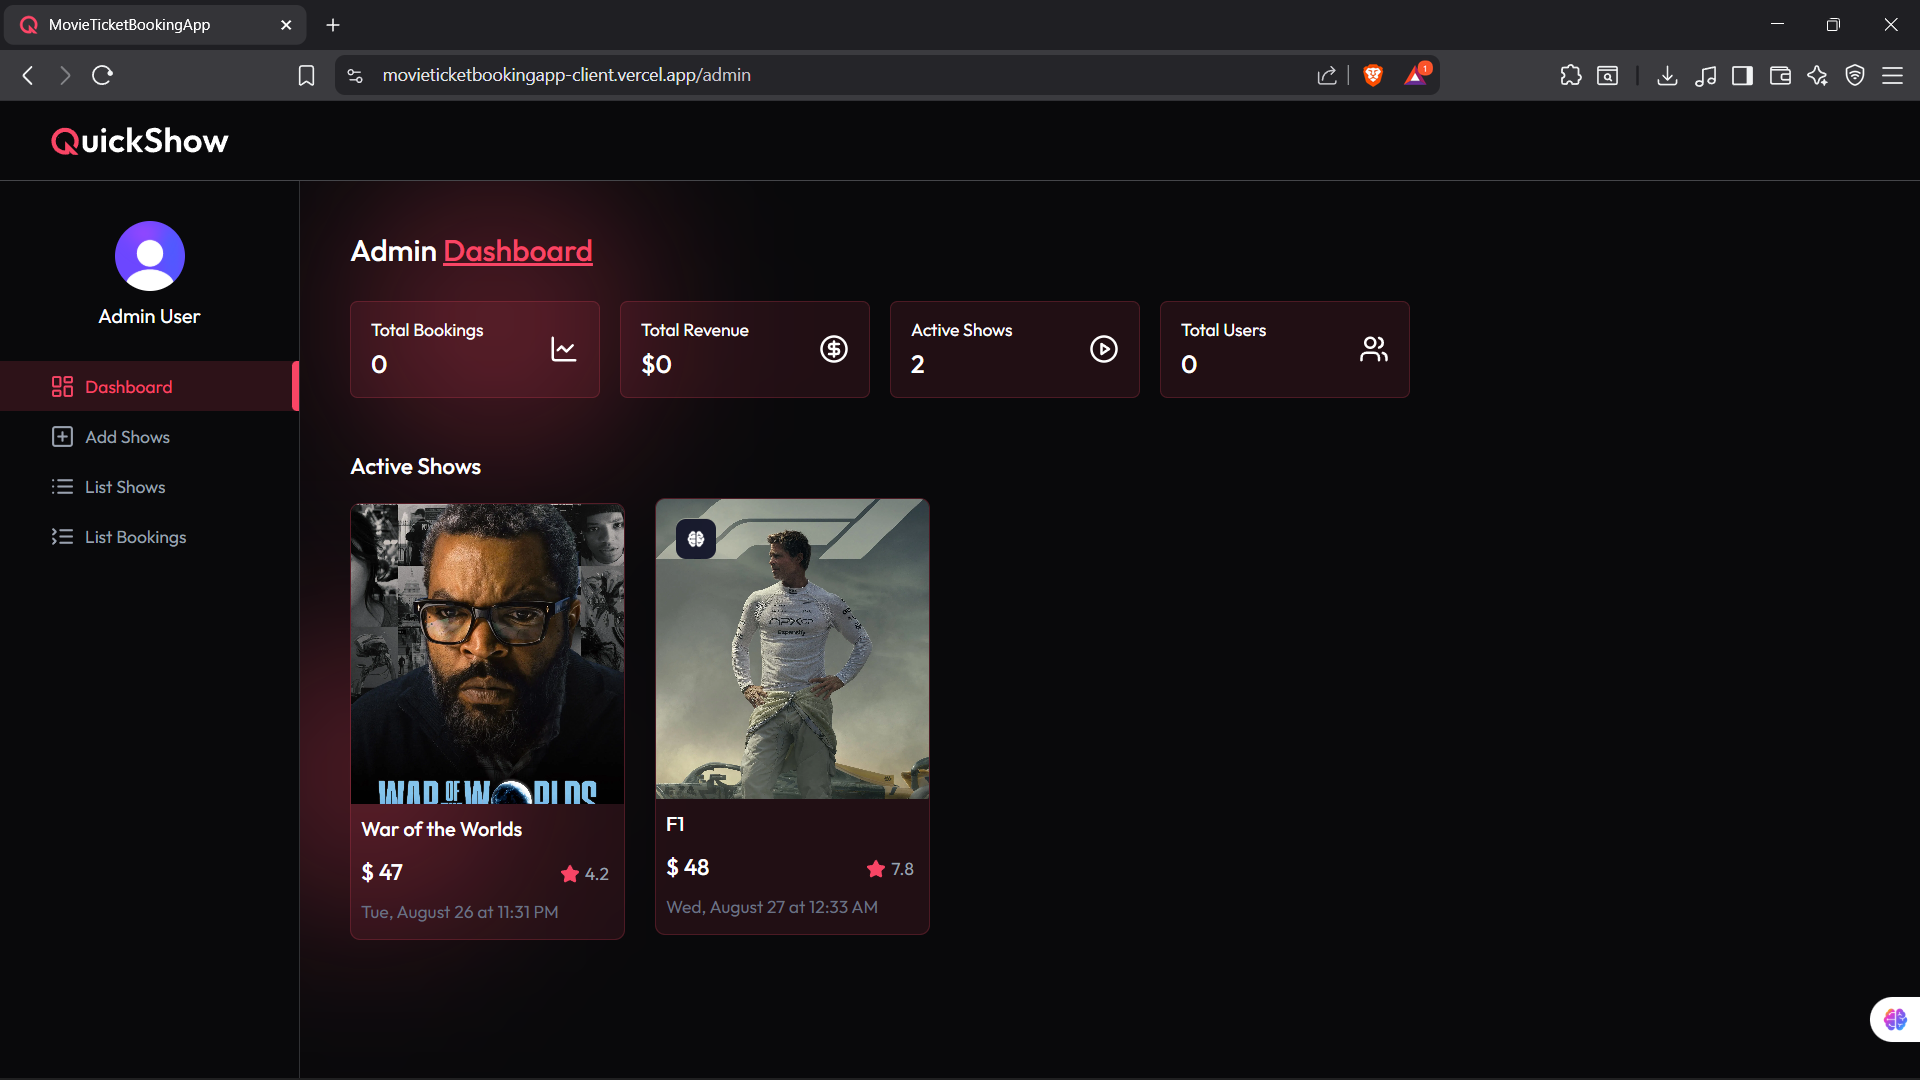 MovieTicketBookingApp
movieticketbookingapp-client.vercel.app/admin
1
QuickShow
Admin User
Dashboard
Add Shows
List Shows
List Bookings
Admin Dashboard
Total Bookings
0
Total Revenue
$0
Active Shows
2
Total Users
0
Active Shows
WAR OF THE WORLDS
War of the Worlds
$ 47
4.2
Tue, August 26 at 11:31 PM
APXGP
Expensify
F1
$ 48
7.8
Wed, August 27 at 12:33 AM